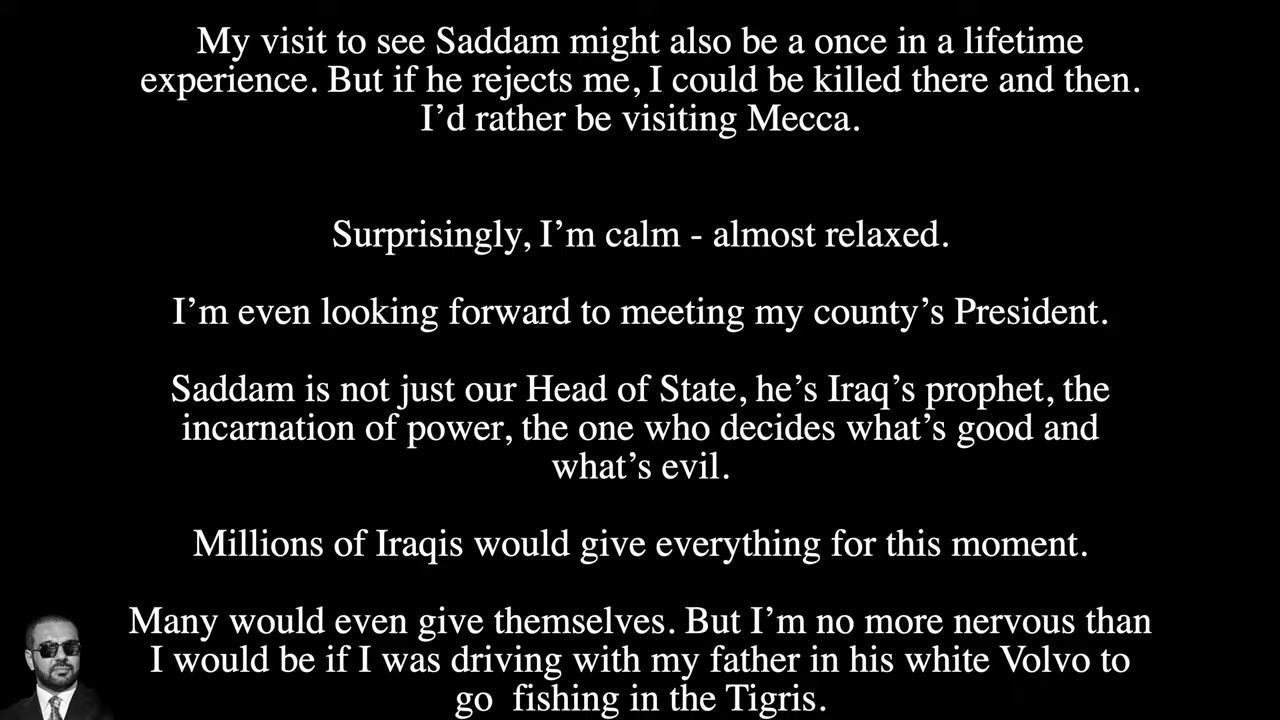 My visit to see Saddam might also be a once in a lifetime
experience. But if he rejects me, I could be killed there and then.
I’d rather be visiting Mecca.
Surprisingly, I’m calm - almost relaxed.
I’m even looking forward to meeting my county’s President.
Saddam is not just our Head of State, he’s Iraq’s prophet, the
incarnation of power, the one who decides what’s good and
what’s evil.
Millions of Iraqis would give everything for this moment.
Many would even give themselves. But I’m no more nervous than
I would be if I was driving with my father in his white Volvo to
go  fishing in the Tigris.